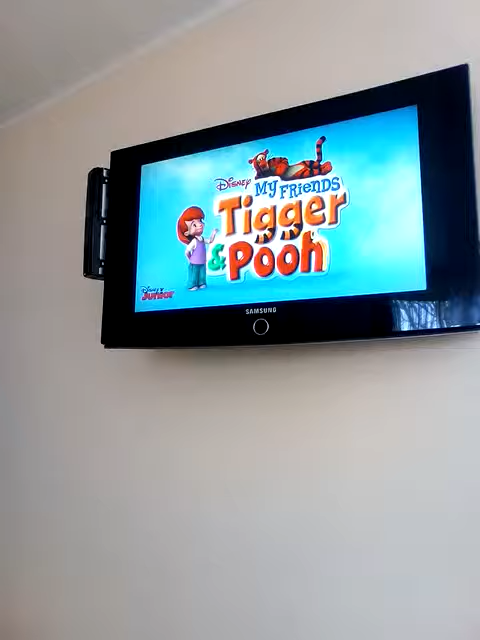 Disney
My Friends
Tigger
& Pooh
Disney
Junior
SAMSUNG